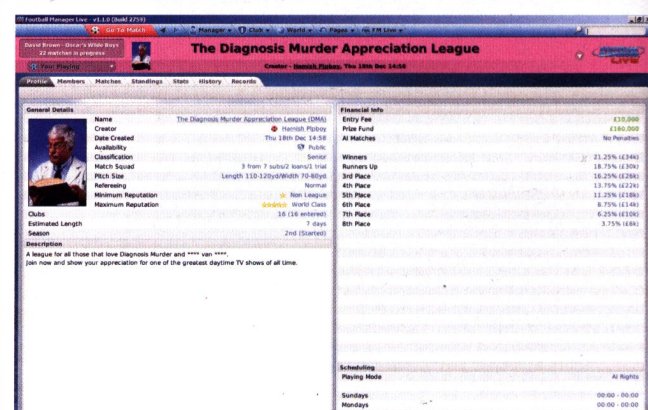 Football Manager Live - v1.1.0 (Build 2759)
Go To Match Manager Club World Pages FM Live
David Brown - Oscar's Wilde Boys
22 matches in progress
Your Playing
The Diagnosis Murder Appreciation League
Creator - Hamish Plpboy, Thu 18th Dec 14:58
LIVE
Profile Members Matches Standings Stats History Records
General Details
Name The Diagnosis Murder Appreciation League (DMA)
Creator Hamish Plpboy
Date Created Thu 18th Dec 14:58
Availability Public
Classification Senior
Match Squad 3 from 7 subs/2 loans/1 trial
Pitch Size Length 110-120yd/Width 70-80yd
Refereeing Normal
Minimum Reputation Non League
Maximum Reputation World Class
Clubs 16 (16 entered)
Estimated Length 7 days
Season 2nd (Started)
Description
A league for all those that love Diagnosis Murder and **** van ****.
Join now and show your appreciation for one of the greatest daytime TV shows of all time.
Financial Info
Entry Fee £10,000
Prize Fund £160,000
AI Matches No Penalties
Winners 21.25% (£34k)
Runners Up 18.75% (£30k)
3rd Place 16.25% (£26k)
4th Place 13.75% (£22k)
5th Place 11.25% (£18k)
6th Place 8.75% (£14k)
7th Place 6.25% (£10k)
8th Place 3.75% (£6k)
Scheduling
Playing Mode AI Rights
Sundays 00:00 - 00:00
Mondays 00:00 - 00:00